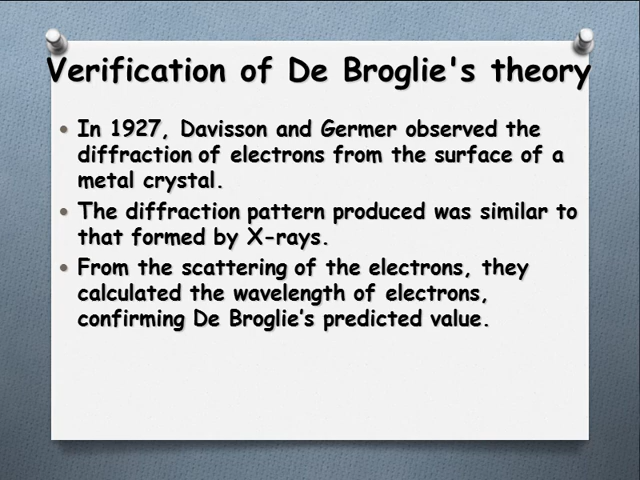 Verification of De Broglie's theory
• In 1927, Davisson and Germer observed the
diffraction of electrons from the surface of a
metal crystal.
• The diffraction pattern produced was similar to
that formed by X-rays.
• From the scattering of the electrons, they
calculated the wavelength of electrons,
confirming De Broglie’s predicted value.